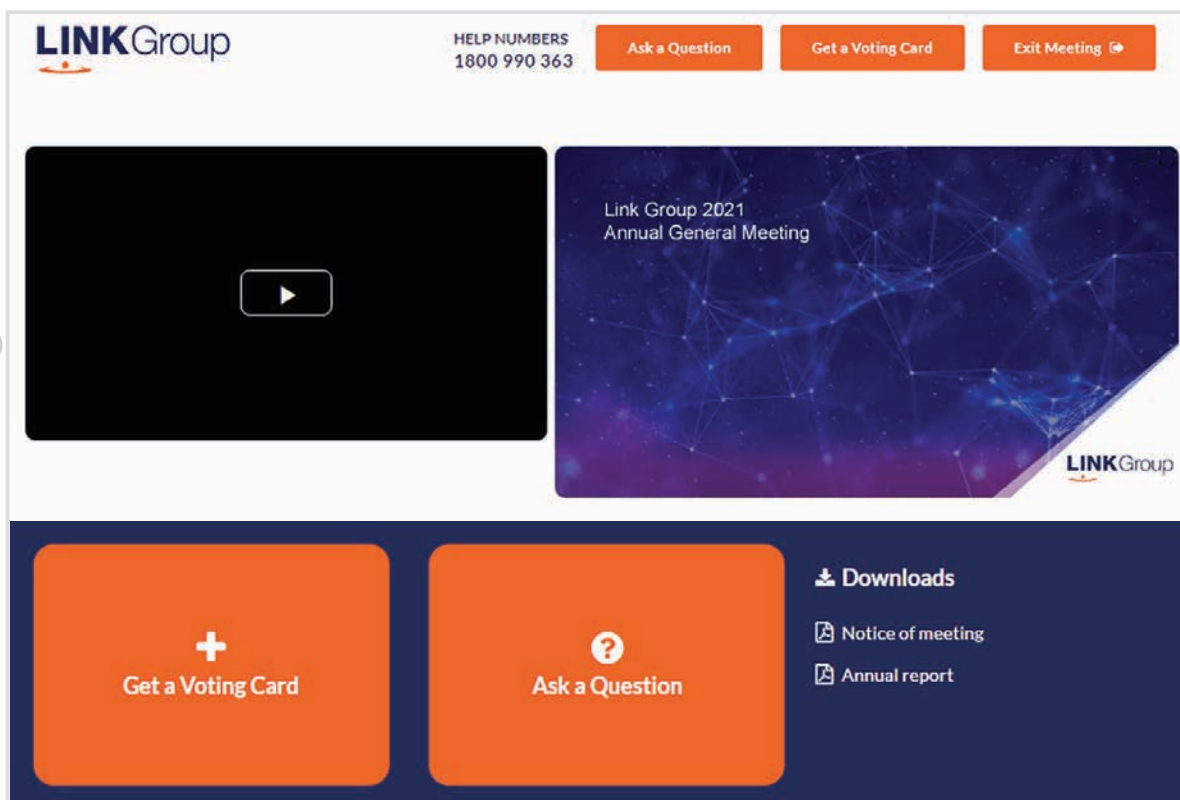 LINKGroup
HELP NUMBERS
1800 990 363
Ask a Question
Get a Voting Card
Exit Meeting
Link Group 2021
Annual General Meeting
LINKGroup
Get a Voting Card
Ask a Question
Downloads
Notice of meeting
Annual report